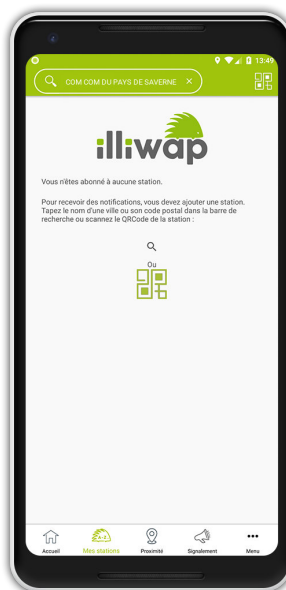 13:49
COM COM DU PAYS DE SAVERNE ×
illiwap
Vous n'êtes abonné à aucune station.
Pour recevoir des notifications, vous devez ajouter une station.
Tapez le nom d'une ville ou son code postal dans la barre de
recherche ou scannez le QRCode de la station :
Ou
Accueil Mes stations Proximité Signalement Menu